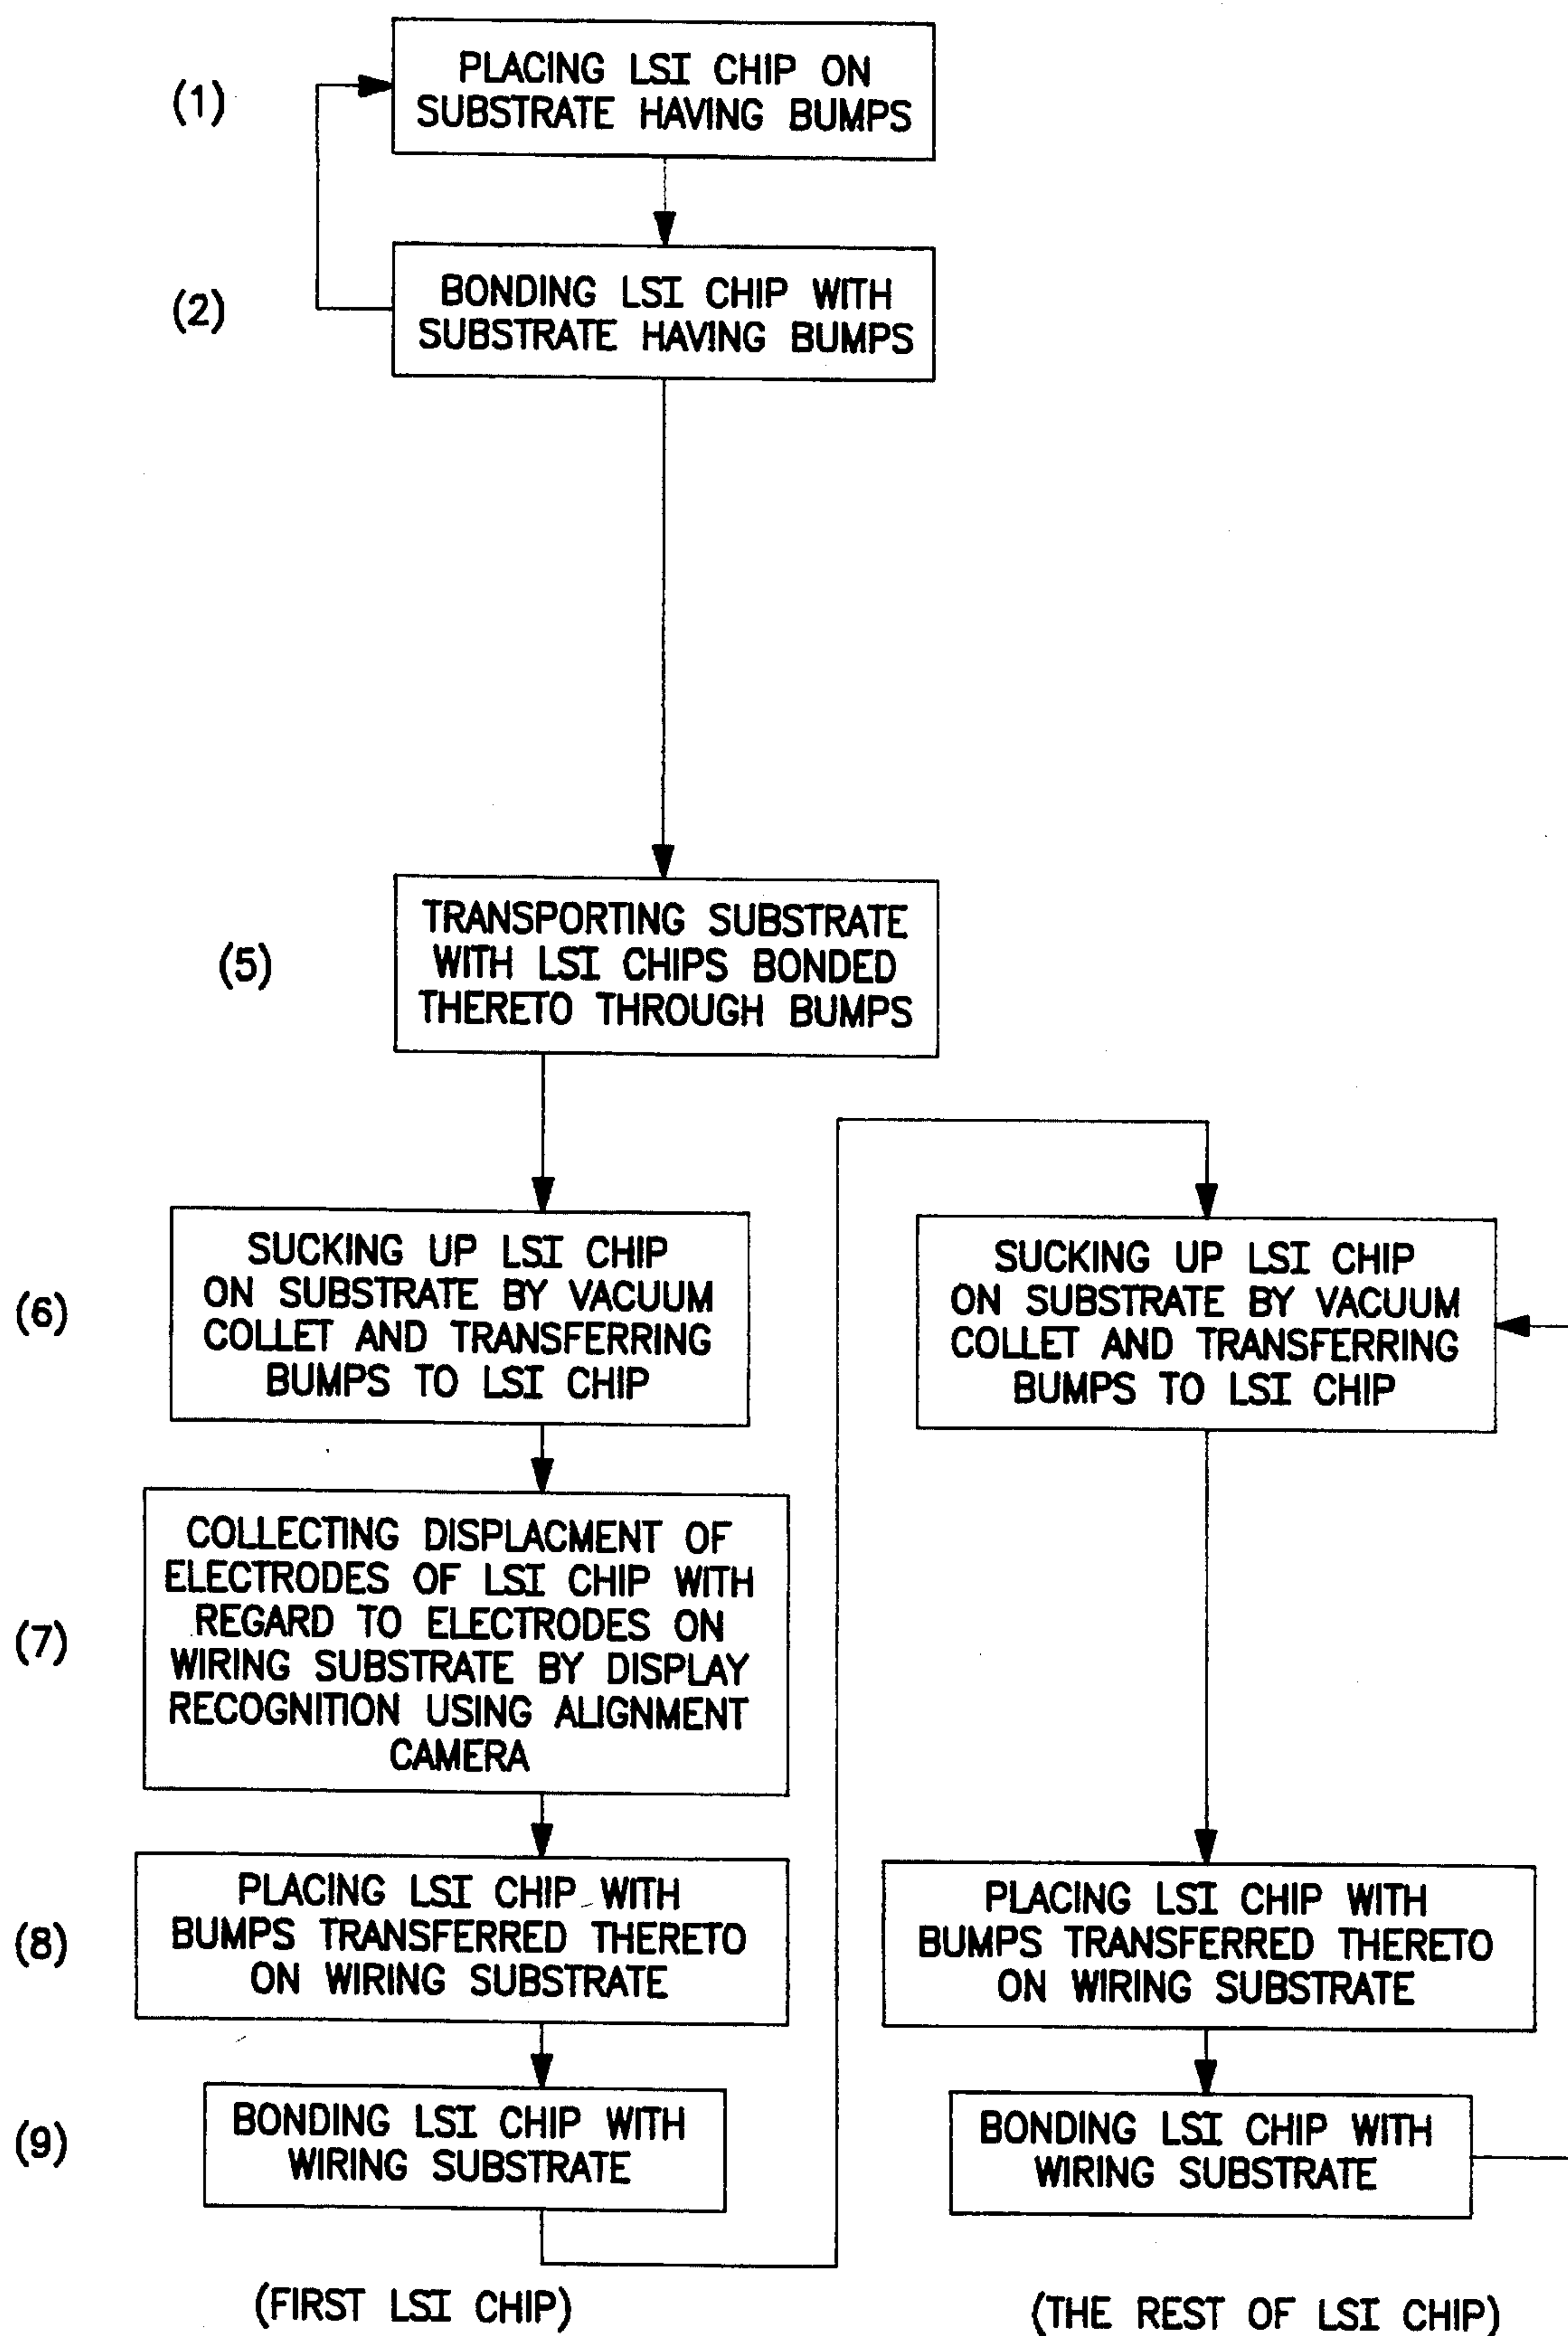 (1)
PLACING LSI CHIP ON
SUBSTRATE HAVING BUMPS
(2)
BONDING LSI CHIP WITH
SUBSTRATE HAVING BUMPS
(5)
TRANSPORTING SUBSTRATE
WITH LSI CHIPS BONDED
THERETO THROUGH BUMPS
(6)
SUCKING UP LSI CHIP
ON SUBSTRATE BY VACUUM
COLLET AND TRANSFERRING
BUMPS TO LSI CHIP
(7)
COLLECTING DISPLACMENT OF
ELECTRODES OF LSI CHIP WITH
REGARD TO ELECTRODES ON
WIRING SUBSTRATE BY DISPLAY
RECOGNITION USING ALIGNMENT
CAMERA
(8)
PLACING LSI CHIP WITH
BUMPS TRANSFERRED THERETO
ON WIRING SUBSTRATE
(9)
BONDING LSI CHIP WITH
WIRING SUBSTRATE
(FIRST LSI CHIP)
SUCKING UP LSI CHIP
ON SUBSTRATE BY VACUUM
COLLET AND TRANSFERRING
BUMPS TO LSI CHIP
PLACING LSI CHIP WITH
BUMPS TRANSFERRED THERETO
ON WIRING SUBSTRATE
BONDING LSI CHIP WITH
WIRING SUBSTRATE
(THE REST OF LSI CHIP)